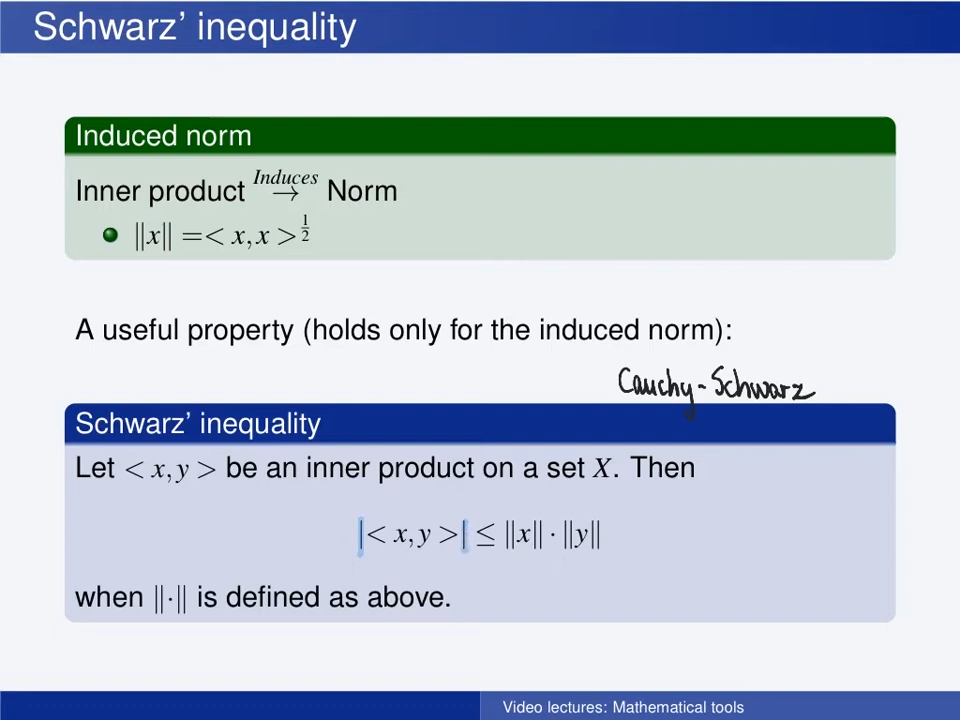 Schwarz’ inequality
Induced norm
Inner product \overset{Induces}{→} Norm
‖x‖ =< x, x >^{\frac{1}{2}}
A useful property (holds only for the induced norm):
Cauchy-Schwarz
Schwarz’ inequality
Let < x, y > be an inner product on a set X. Then
|< x, y >| ≤ ‖x‖ · ‖y‖
when ‖·‖ is defined as above.
Video lectures: Mathematical tools